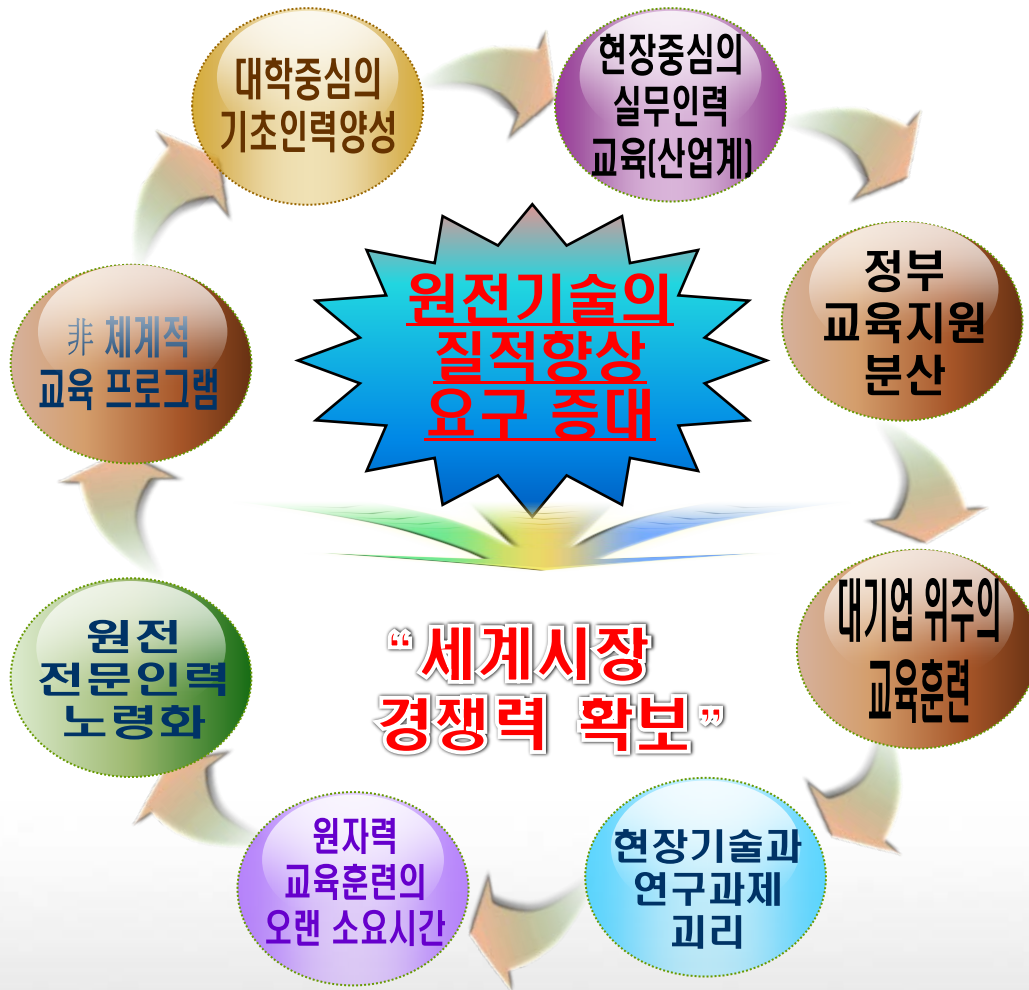 대학중심의
기초인력양성
현장중심의
실무인력
교육(산업계)
정부
교육지원
분산
대기업 위주의
교육훈련
현장기술과
연구과제
괴리
원자력
교육훈련의
오랜 소요시간
원전
전문인력
노령화
非 체계적
교육 프로그램
원전기술의
질적향상
요구 증대
“세계시장
경쟁력 확보”